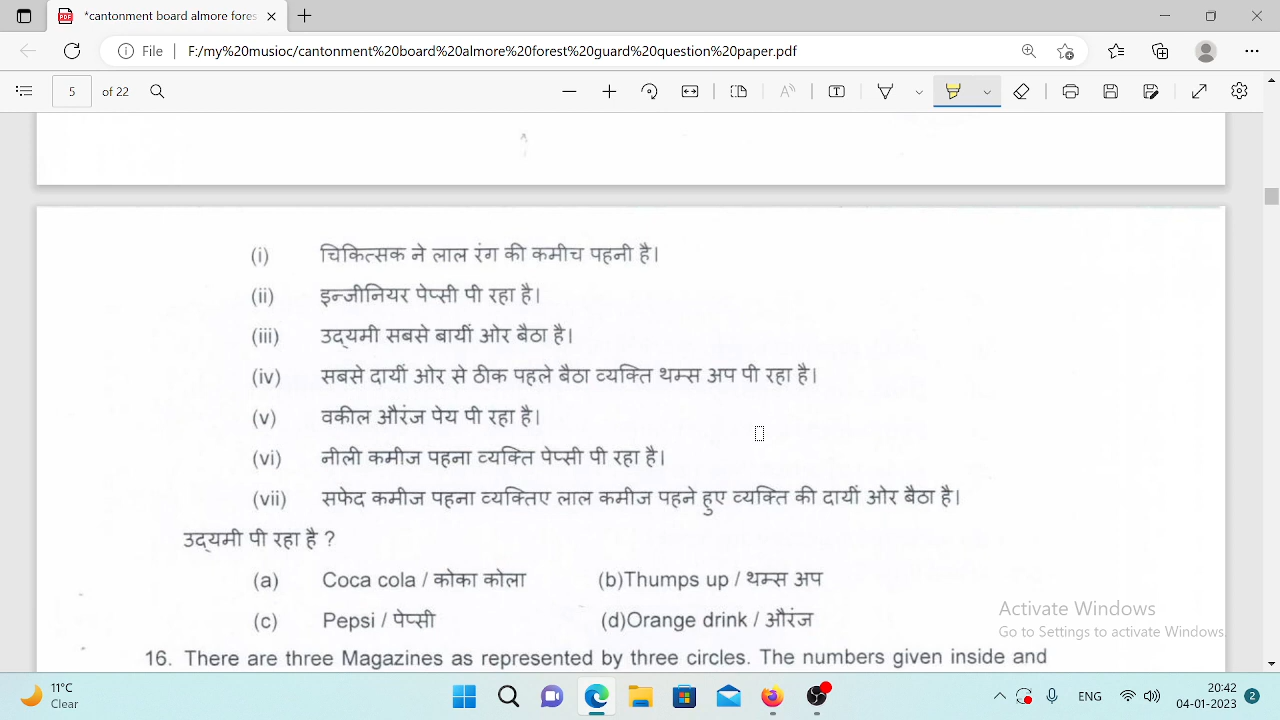 *cantonment board almore fores
File F:/my%20musioc/cantonment%20board%20almore%20forest%20guard%20question%20paper.pdf
5 of 22
(i) चिकित्सक ने लाल रंग की कमीच पहनी है।
(ii) इन्जीनियर पेप्सी पी रहा है।
(iii) उद्यमी सबसे बायीं ओर बैठा है।
(iv) सबसे दायीं ओर से ठीक पहले बैठा व्यक्ति थम्स अप पी रहा है।
(v) वकील औरंज पेय पी रहा है।
(vi) नीली कमीज पहना व्यक्ति पेप्सी पी रहा है।
(vii) सफेद कमीज पहना व्यक्तिए लाल कमीज पहने हुए व्यक्ति की दायीं ओर बैठा है।
उद्यमी पी रहा है ?
(a) Coca cola / कोका कोला (b)Thumps up / थम्स अप
(c) Pepsi / पेप्सी (d)Orange drink / औरंज
Activate Windows
Go to Settings to activate Windows.
16. There are three Magazines as represented by three circles. The numbers given inside and
11°C
Clear
ENG
20:42
04-01-2023
2